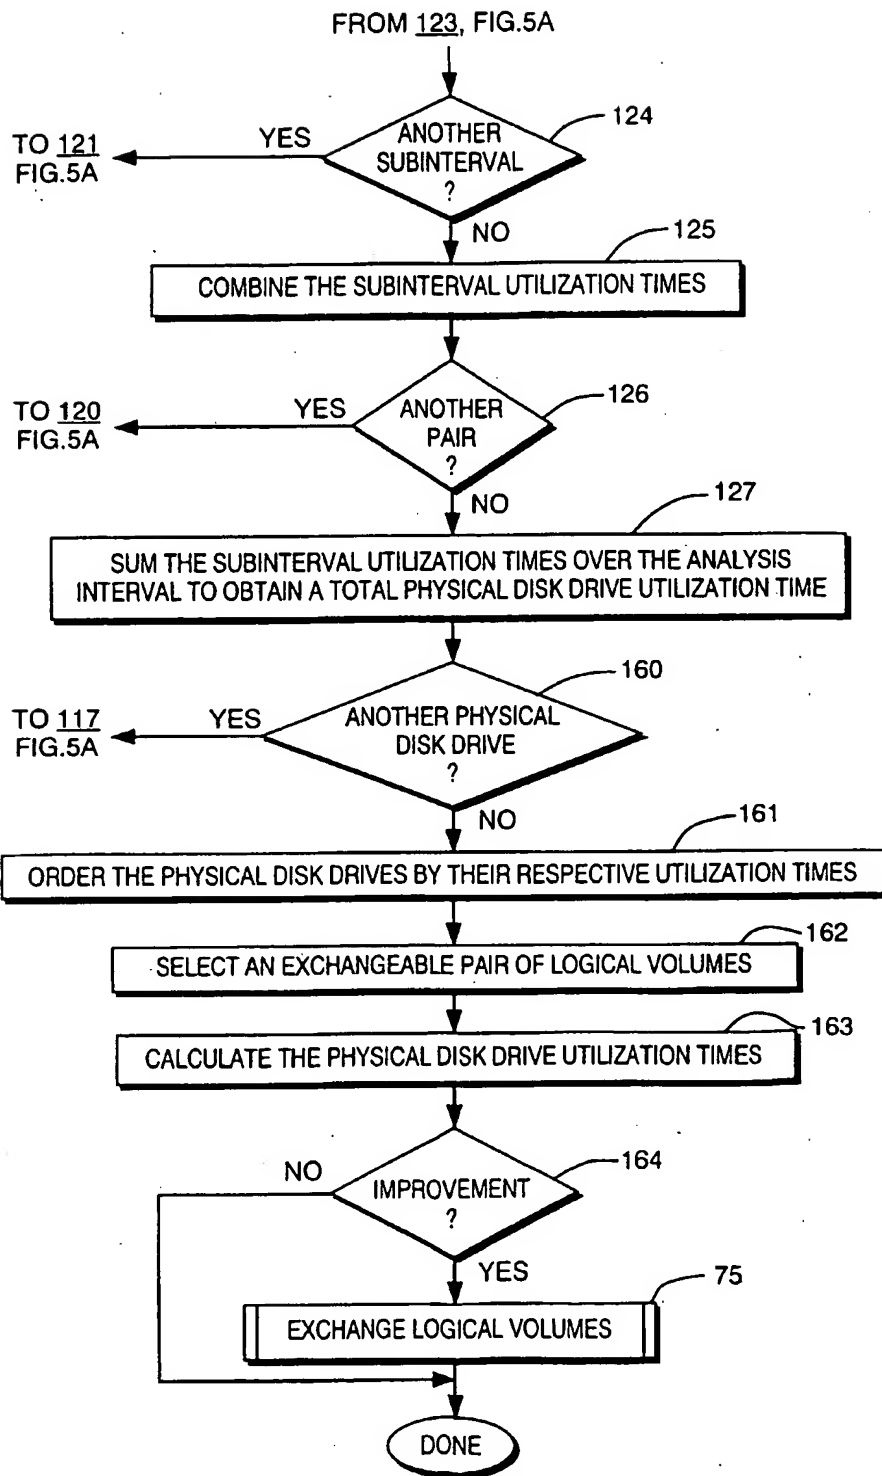 FROM 123, FIG.5A
124
ANOTHER
SUBINTERVAL
?
YES
TO 121
FIG.5A
NO
125
COMBINE THE SUBINTERVAL UTILIZATION TIMES
126
ANOTHER
PAIR
?
YES
TO 120
FIG.5A
NO
127
SUM THE SUBINTERVAL UTILIZATION TIMES OVER THE ANALYSIS
INTERVAL TO OBTAIN A TOTAL PHYSICAL DISK DRIVE UTILIZATION TIME
160
ANOTHER PHYSICAL
DISK DRIVE
?
YES
TO 117
FIG.5A
NO
161
ORDER THE PHYSICAL DISK DRIVES BY THEIR RESPECTIVE UTILIZATION TIMES
162
SELECT AN EXCHANGEABLE PAIR OF LOGICAL VOLUMES
163
CALCULATE THE PHYSICAL DISK DRIVE UTILIZATION TIMES
164
IMPROVEMENT
?
NO
YES
75
EXCHANGE LOGICAL VOLUMES
DONE